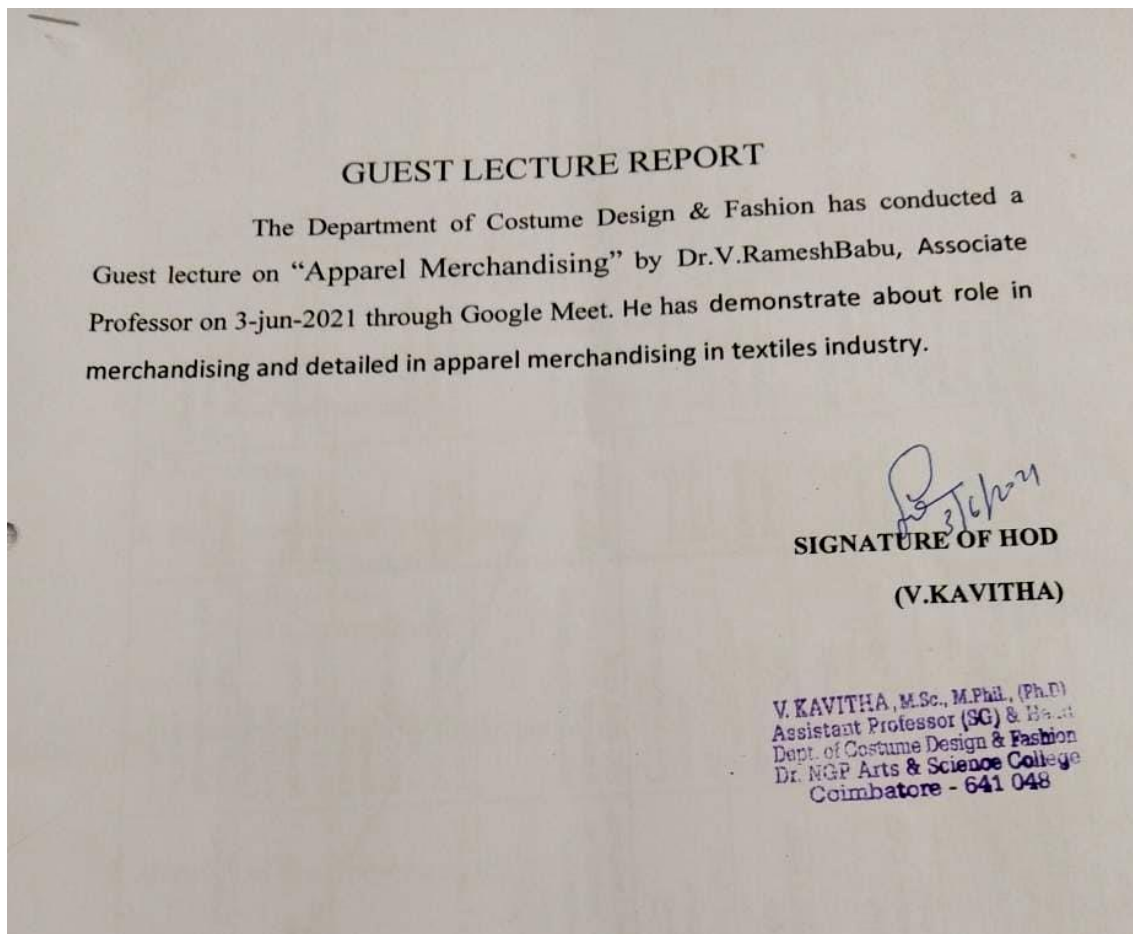 GUEST LECTURE REPORT
The Department of Costume Design & Fashion has conducted a
Guest lecture on “Apparel Merchandising” by Dr.V.RameshBabu, Associate
Professor on 3-jun-2021 through Google Meet. He has demonstrate about role in
merchandising and detailed in apparel merchandising in textiles industry.
3/6/2021
SIGNATURE OF HOD
(V.KAVITHA)
V. KAVITHA, M.Sc., M.Phil., (Ph.D)
Assistant Professor (SG) & Head
Dept. of Costume Design & Fashion
Dr. NGP Arts & Science College
Coimbatore - 641 048